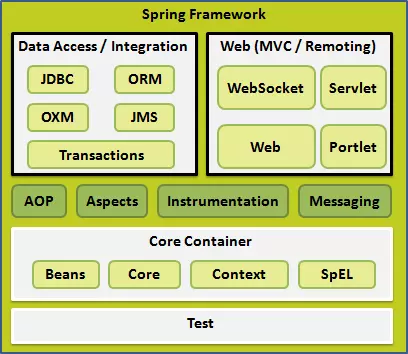 Spring Framework
Data Access / Integration
JDBC
ORM
OXM
JMS
Transactions
Web (MVC / Remoting)
WebSocket
Servlet
Web
Portlet
AOP
Aspects
Instrumentation
Messaging
Core Container
Beans
Core
Context
SpEL
Test